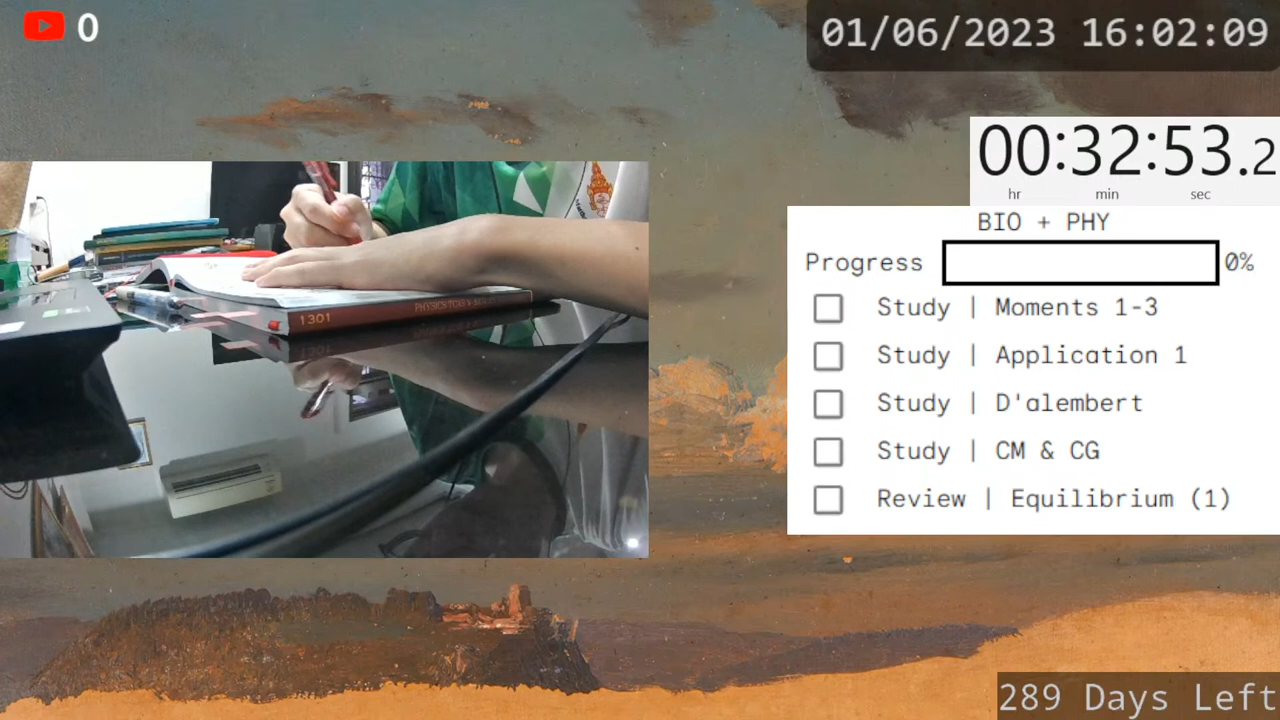 0
01/06/2023 16:02:09
00:32:53.2
hr min sec
BIO + PHY
Progress 0%
Study | Moments 1-3
Study | Application 1
Study | D'alembert
Study | CM & CG
Review | Equilibrium (1)
1301
289 Days Left